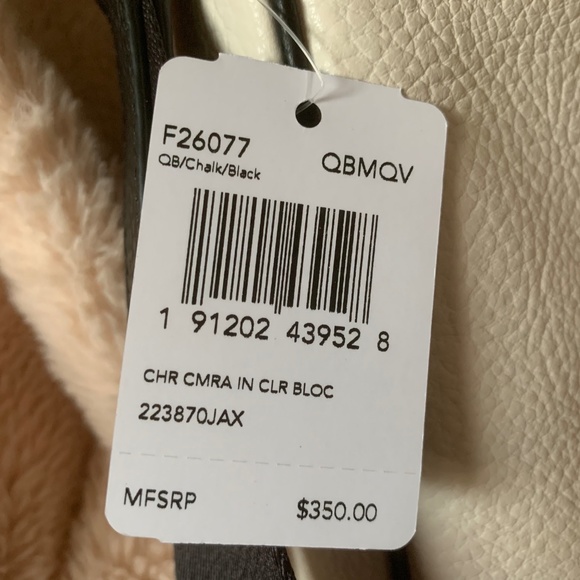 F26077 QBMQV
QB/Chalk/Black
1 91202 43952 8
CHR CMRA IN CLR BLOC
223870JAX
MFSRP $350.00